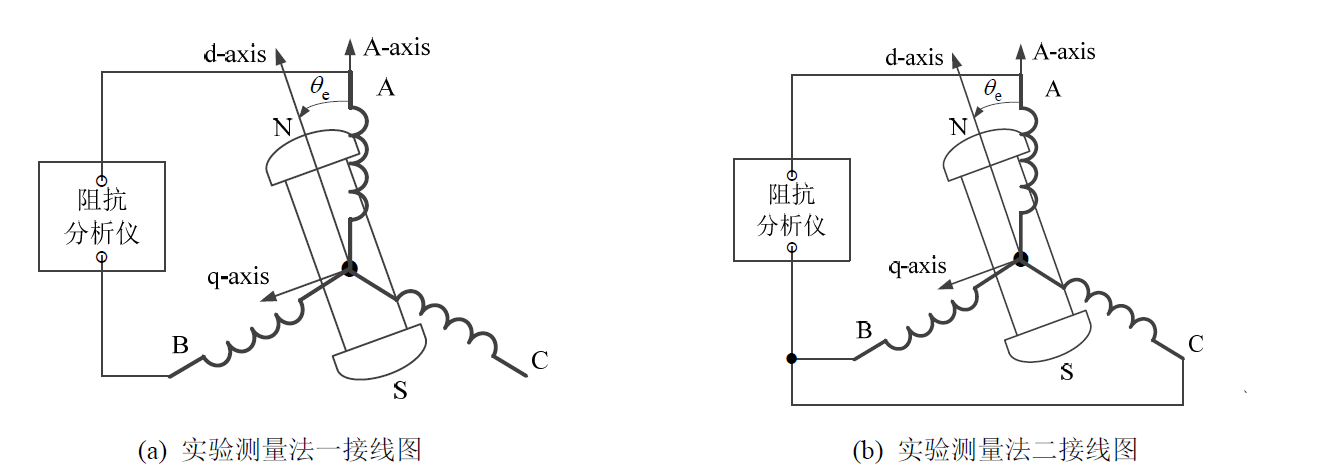 d-axis
A-axis
θe
A
N
阻抗
分析仪
q-axis
B
C
S
(a) 实验测量法一接线图
d-axis
A-axis
θe
A
N
阻抗
分析仪
q-axis
B
C
S
(b) 实验测量法二接线图